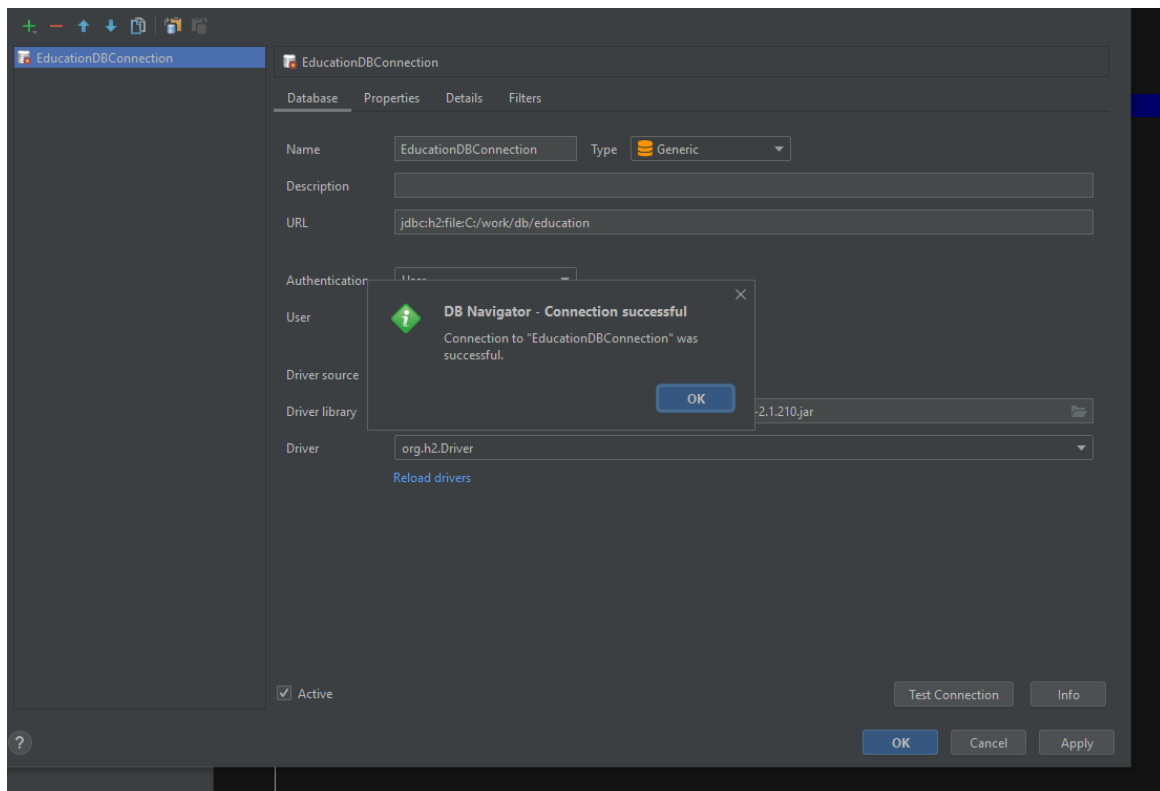 EducationDBConnection
EducationDBConnection
Database Properties Details Filters
Name EducationDBConnection Type Generic
Description
URL jdbc:h2:file:C:/work/db/education
Authentication User
DB Navigator - Connection successful
User
Connection to "EducationDBConnection" was
successful.
Driver source
OK
Driver library -2.1.210.jar
Driver org.h2.Driver
Reload drivers
Active Test Connection Info
? OK Cancel Apply